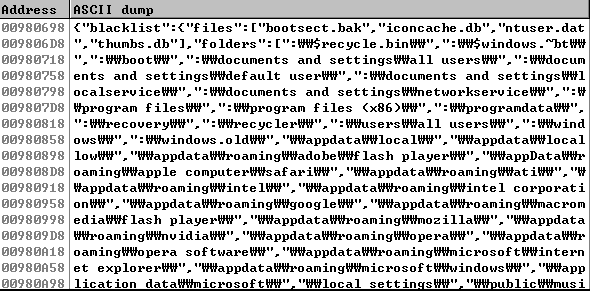 Address ASCII dump
00980698 {"blacklist":{"files":["bootsect.bak","iconcache.db","ntuser.dat
009806D8 ","thumbs.db"],"folders":[":₩₩$recycle.bin₩₩",":₩₩$windows.~bt₩₩
00980718 ",":₩₩boot₩₩",":₩₩documents and settings₩₩all users₩₩",":₩₩docum
00980758 ents and settings₩₩default user₩₩",":₩₩documents and settings₩₩l
00980798 ocalservice₩₩",":₩₩documents and settings₩₩networkservice₩₩",":₩
009807D8 ₩program files₩₩",":₩₩program files (x86)₩₩",":₩₩programdata₩₩",
00980818 ":₩₩recovery₩₩",":₩₩recycler₩₩",":₩₩users₩₩all users₩₩",":₩₩wind
00980858 ows₩₩",":₩₩windows.old₩₩","₩₩appdata₩₩local₩₩","₩₩appdata₩₩local
00980898 low₩₩","₩₩appdata₩₩roaming₩₩adobe₩₩flash player₩₩","₩₩appData₩₩r
009808D8 oaming₩₩apple computer₩₩safari₩₩","₩₩appdata₩₩roaming₩₩ati₩₩","₩
00980918 ₩appdata₩₩roaming₩₩intel₩₩","₩₩appdata₩₩roaming₩₩intel corporati
00980958 on₩₩","₩₩appdata₩₩roaming₩₩google₩₩","₩₩appdata₩₩roaming₩₩macrom
00980998 edia₩₩flash player₩₩","₩₩appdata₩₩roaming₩₩mozilla₩₩","₩₩appdata
009809D8 ₩₩roaming₩₩nvidia₩₩","₩₩appdata₩₩roaming₩₩opera₩₩","₩₩appdata₩₩r
00980A18 oaming₩₩opera software₩₩","₩₩appdata₩₩roaming₩₩microsoft₩₩intern
00980A58 et explorer₩₩","₩₩appdata₩₩roaming₩₩microsoft₩₩windows₩₩","₩₩app
00980A98 lication data₩₩microsoft₩₩","₩₩local settings₩₩","₩₩public₩₩musi